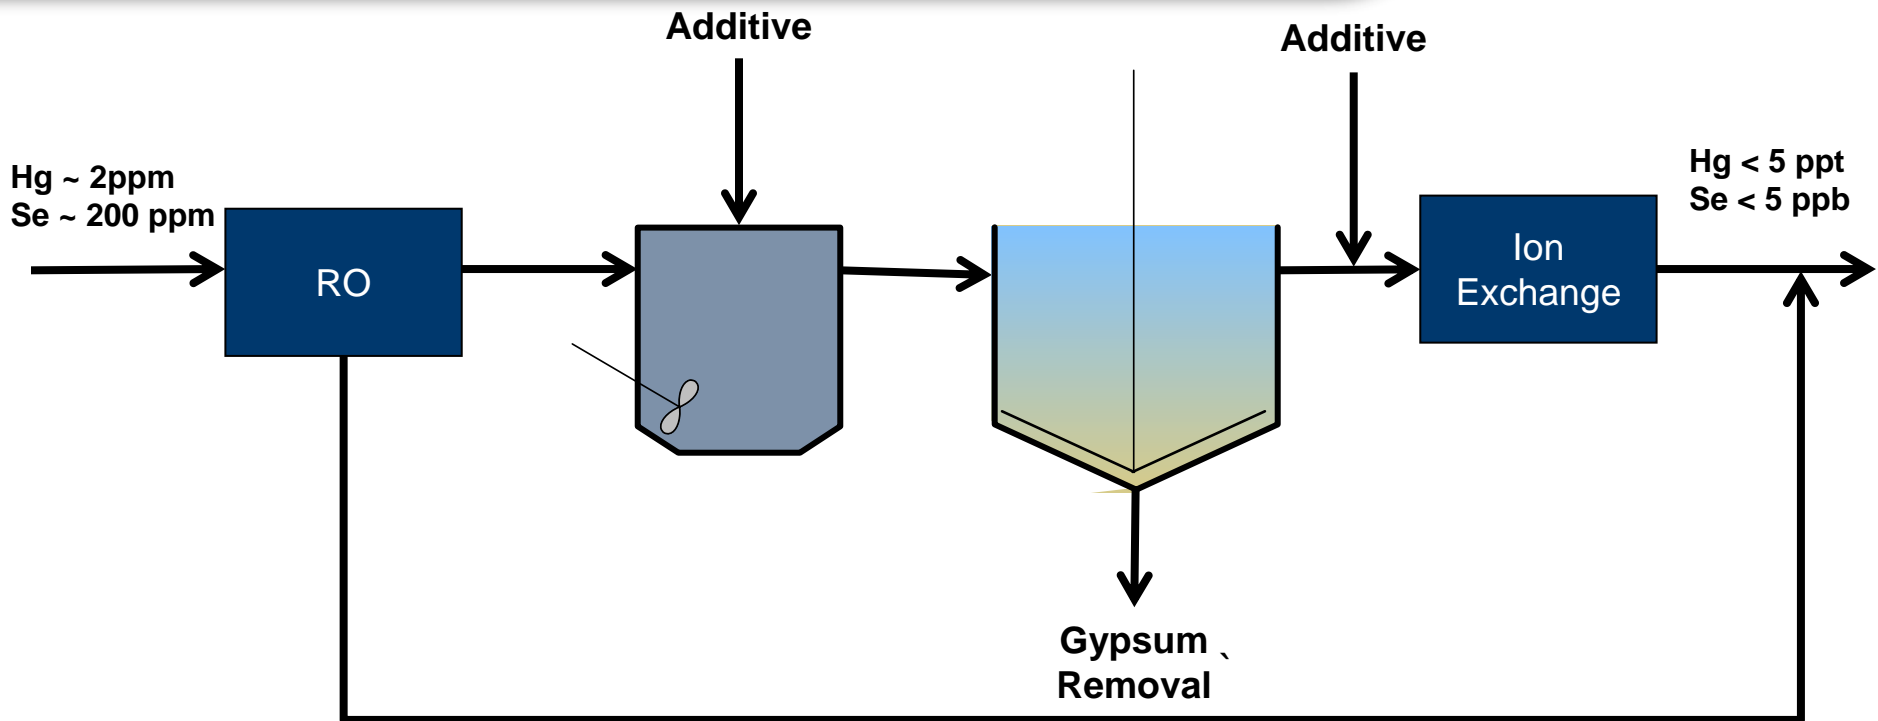 Additive
Additive
Hg ~ 2ppm
Se ~ 200 ppm
Hg < 5 ppt
Se < 5 ppb
RO
Ion
Exchange
Gypsum `
Removal